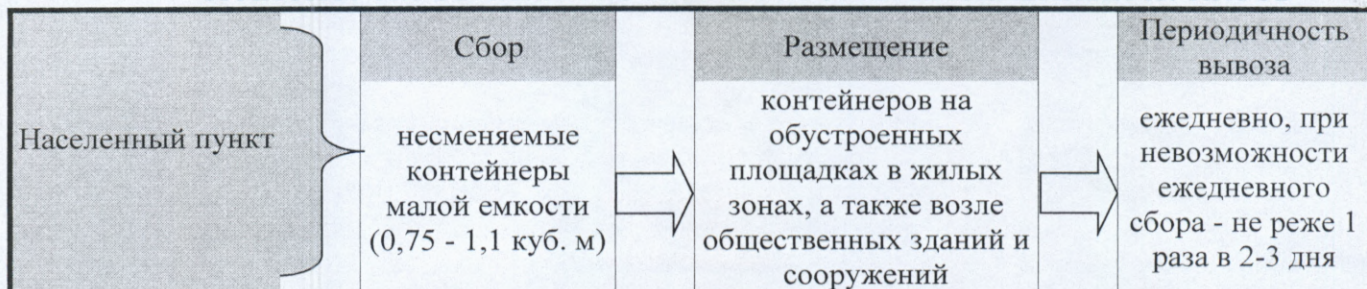 Населенный пункт
Сбор
несменяемые
контейнеры
малой емкости
(0,75 - 1,1 куб. м)
Размещение
контейнеров на
обустроенных
площадках в жилых
зонах, а также возле
общественных зданий и
сооружений
Периодичность
вывоза
ежедневно, при
невозможности
ежедневного
сбора - не реже 1
раза в 2-3 дня